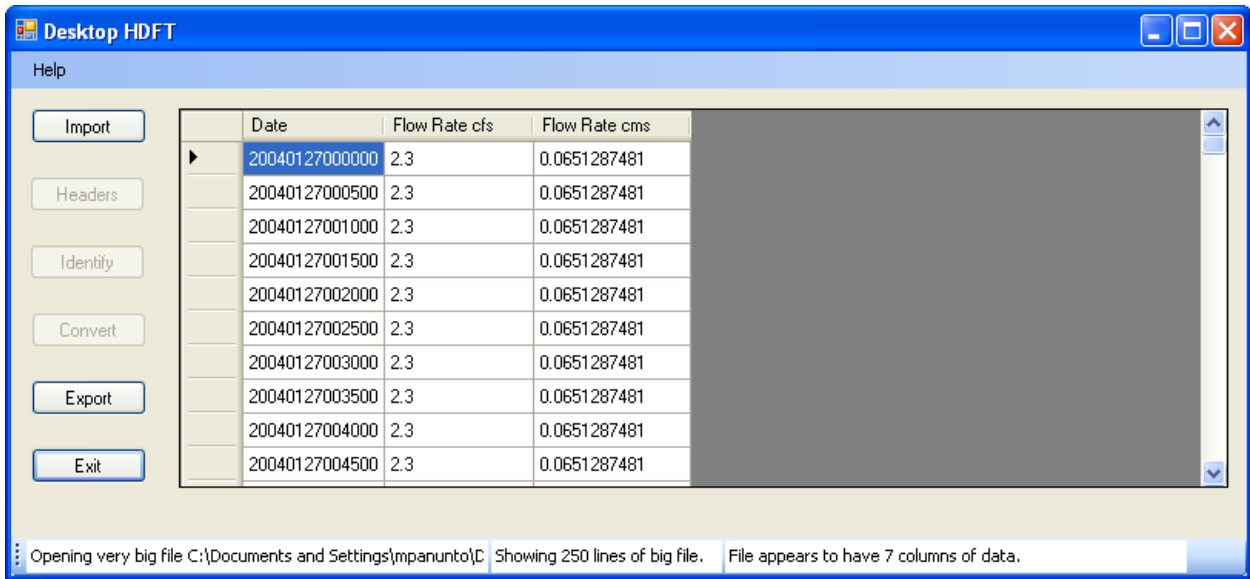 Desktop HDFT
Help
Import
Headers
Identify
Convert
Export
Exit
Date Flow Rate cfs Flow Rate cms
20040127000000 2.3 0.0651287481
20040127000500 2.3 0.0651287481
20040127001000 2.3 0.0651287481
20040127001500 2.3 0.0651287481
20040127002000 2.3 0.0651287481
20040127002500 2.3 0.0651287481
20040127003000 2.3 0.0651287481
20040127003500 2.3 0.0651287481
20040127004000 2.3 0.0651287481
20040127004500 2.3 0.0651287481
Opening very big file C:\Documents and Settings\mpanunto\D Showing 250 lines of big file. File appears to have 7 columns of data.